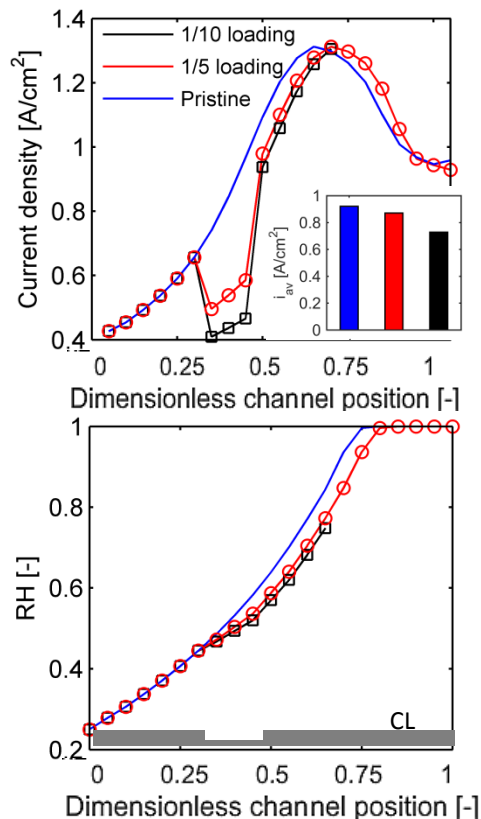 1/10 loading
1/5 loading
Pristine
Current density [A/cm²]
1.4
1.2
1
0.8
0.6
0.4
i_av [A/cm²]
1
0.8
0.6
0.4
0.2
0
0 0.25 0.5 0.75 1
Dimensionless channel position [-]
RH [-]
1
0.8
0.6
0.4
0.2
CL
0 0.25 0.5 0.75 1
Dimensionless channel position [-]